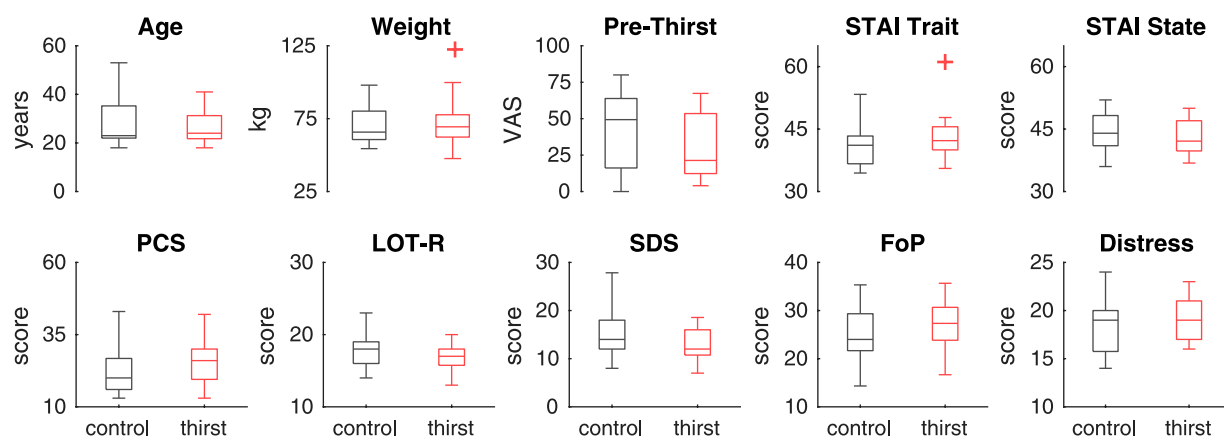 Age Weight Pre-Thirst STAI Trait STAI State
years 60 40 20 0
kg 125 75 25
VAS 100 75 50 25 0
score 60 45 30
score 60 45 30
PCS LOT-R SDS FoP Distress
score 60 35 10
score 30 20 10
score 30 20 10 0
score 40 30 20 10
score 25 20 15 10
control thirst control thirst control thirst control thirst control thirst